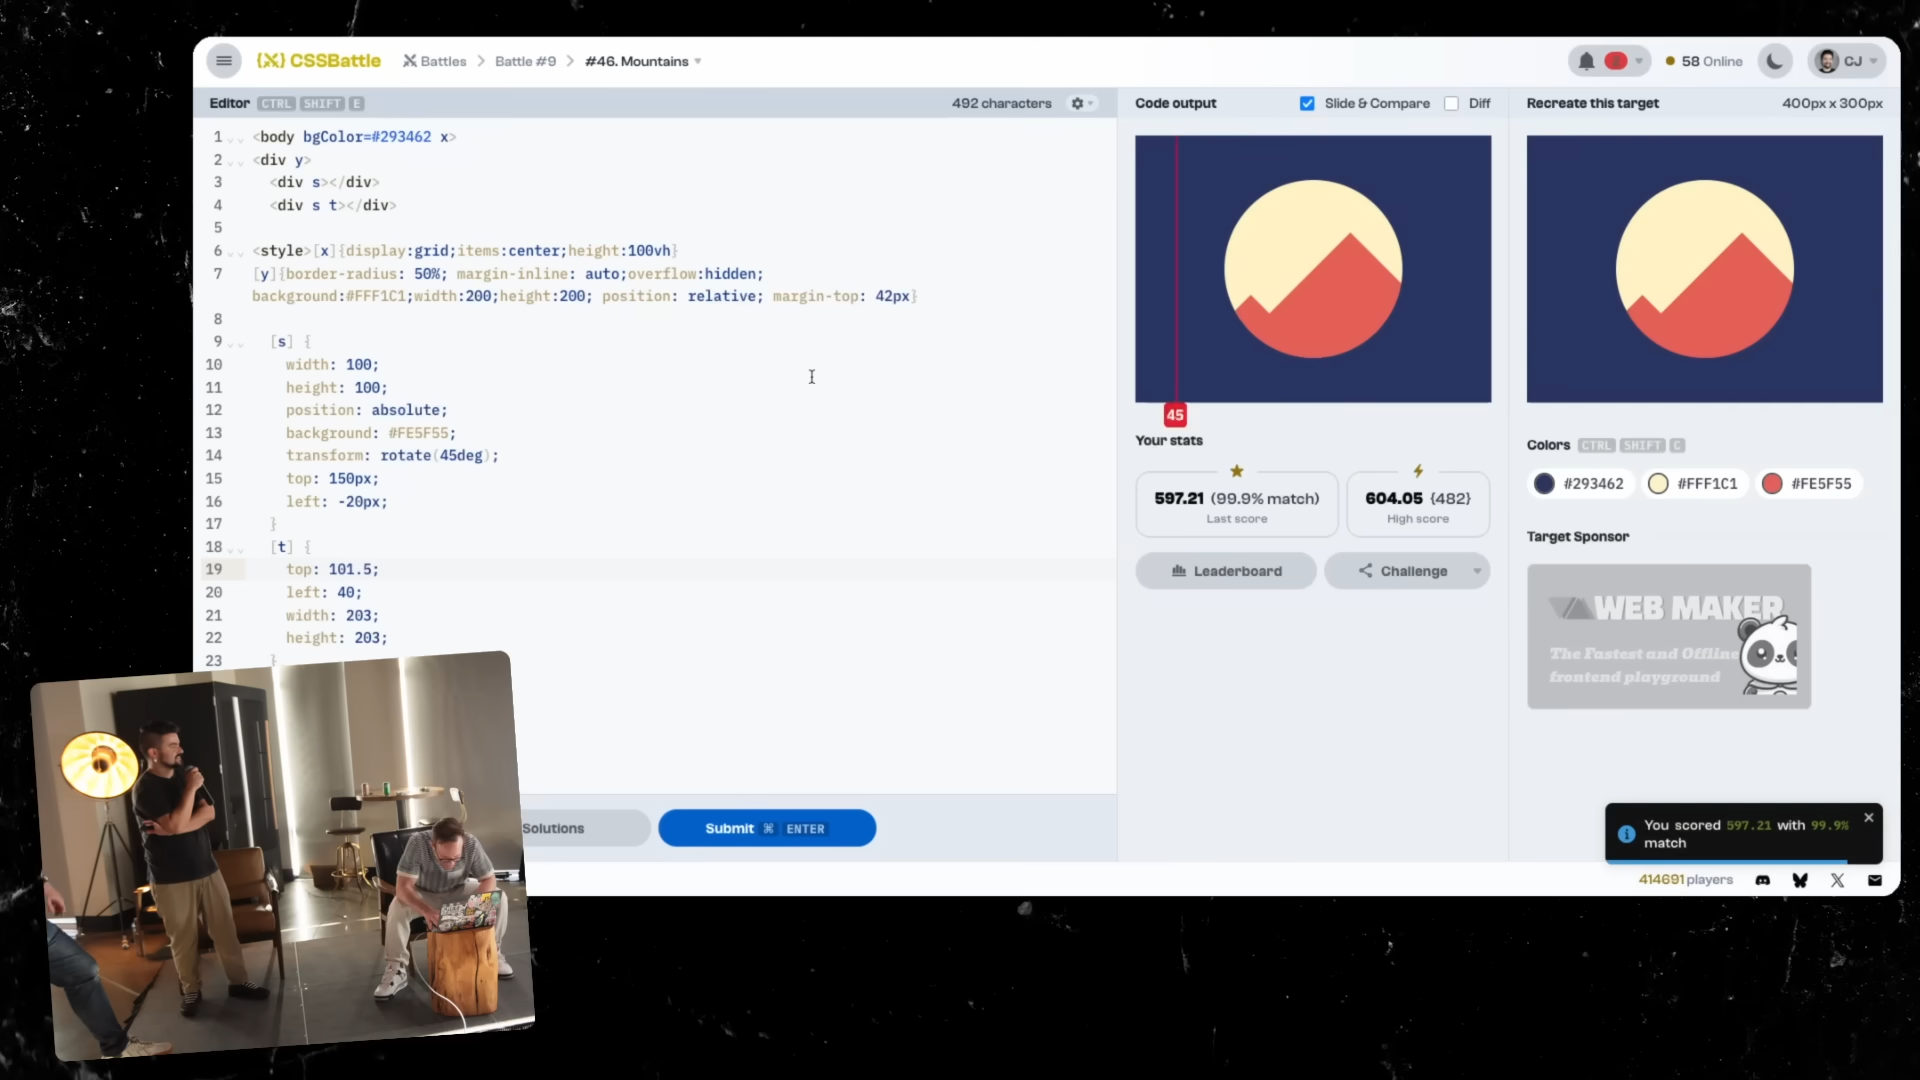 {X} CSSBattle
Battles > Battle #9 > #46. Mountains
58 Online
CJ
Editor CTRL SHIFT E
492 characters
1 <body bgColor=#293462 x>
2 <div y>
3 <div s></div>
4 <div s t></div>
5
6 <style>[x]{display:grid;items:center;height:100vh}
7 [y]{border-radius: 50%; margin-inline: auto;overflow:hidden;
background:#FFF1C1;width:200;height:200; position: relative; margin-top: 42px}
8
9 [s] {
10 width: 100;
11 height: 100;
12 position: absolute;
13 background: #FE5F55;
14 transform: rotate(45deg);
15 top: 150px;
16 left: -20px;
17 }
18 [t] {
19 top: 101.5;
20 left: 40;
21 width: 203;
22 height: 203;
23 }
Solutions
Submit ⌘ ENTER
Code output
Slide & Compare
Diff
45
Your stats
597.21 (99.9% match)
Last score
604.05 {482}
High score
Leaderboard
Challenge
Recreate this target
400px x 300px
Colors CTRL SHIFT C
#293462
#FFF1C1
#FE5F55
Target Sponsor
WEB MAKER
The Fastest and Offline
frontend playground
You scored 597.21 with 99.9%
match
414691 players